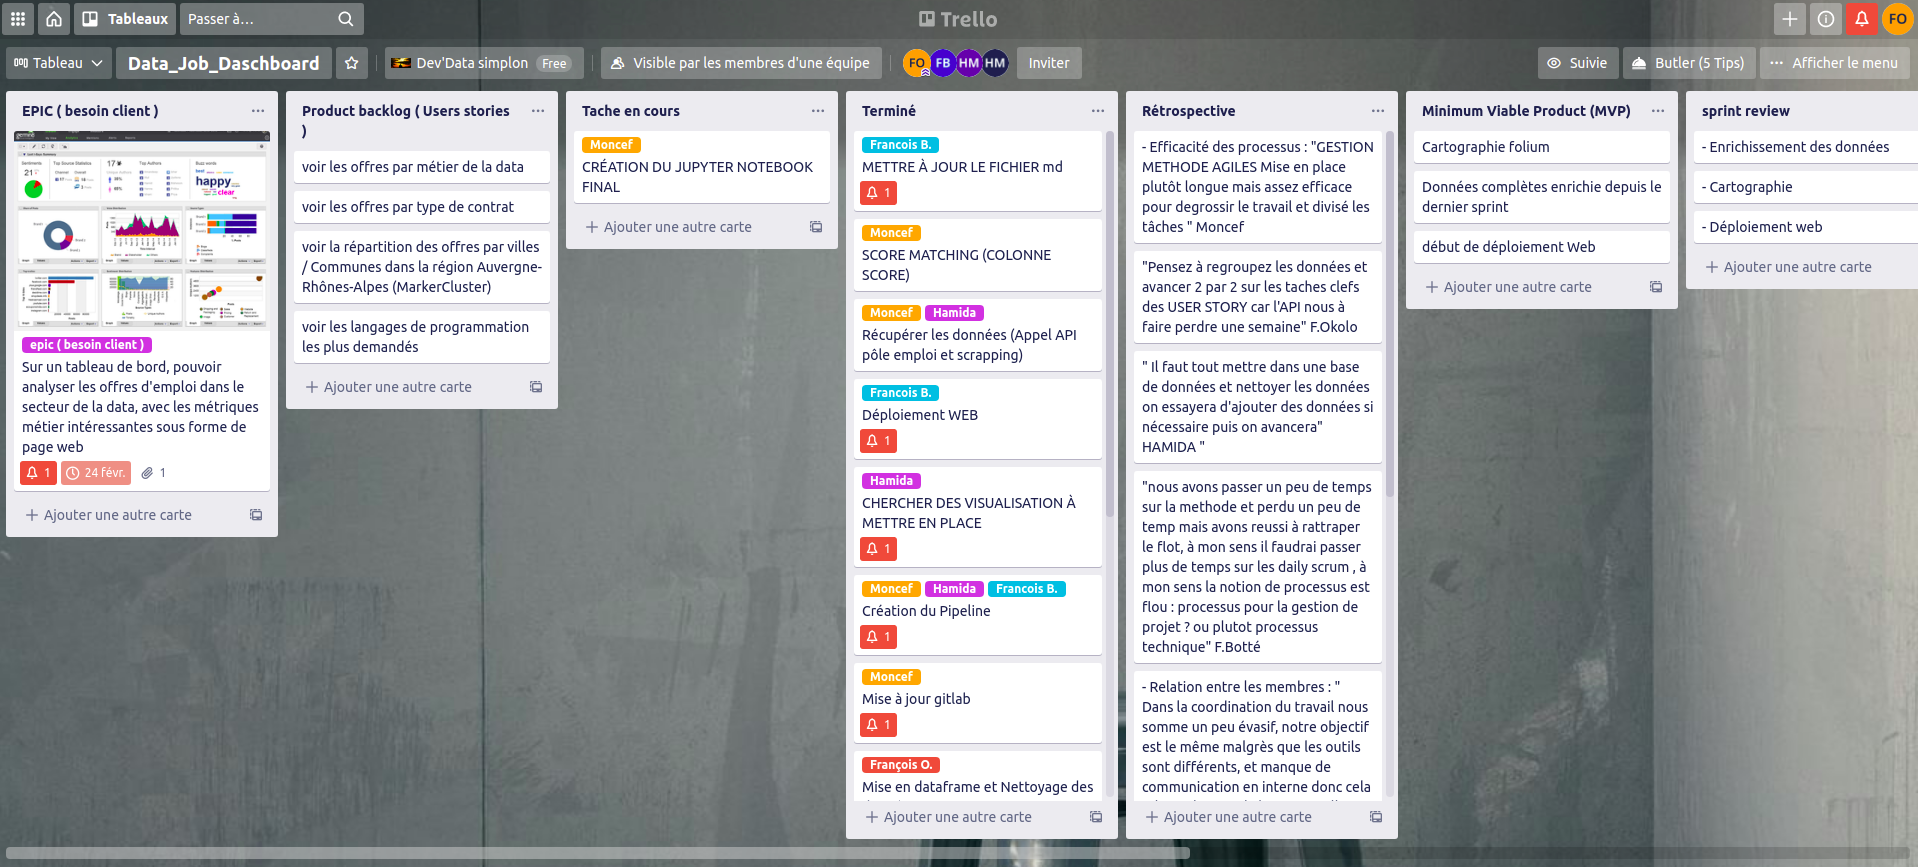 Tableaux
Passer à...
Trello
FO
Tableau
Data_Job_Daschboard
Dev'Data simplon
Free
Visible par les membres d'une équipe
FO
FB
HM
HM
Inviter
Suivie
Butler (5 Tips)
Afficher le menu
EPIC ( besoin client )
happy
clear
epic ( besoin client )
Sur un tableau de bord, pouvoir
analyser les offres d'emploi dans le
secteur de la data, avec les métriques
métier intéressantes sous forme de
page web
1
24 févr.
1
Ajouter une autre carte
Product backlog ( Users stories
)
voir les offres par métier de la data
voir les offres par type de contrat
voir la répartition des offres par villes
/ Communes dans la région Auvergne-
Rhônes-Alpes (MarkerCluster)
voir les langages de programmation
les plus demandés
Ajouter une autre carte
Tache en cours
Moncef
CRÉATION DU JUPYTER NOTEBOOK
FINAL
Ajouter une autre carte
Terminé
Francois B.
METTRE À JOUR LE FICHIER md
1
Moncef
SCORE MATCHING (COLONNE
SCORE)
Moncef
Hamida
Récupérer les données (Appel API
pôle emploi et scrapping)
Francois B.
Déploiement WEB
1
Hamida
CHERCHER DES VISUALISATION À
METTRE EN PLACE
1
Moncef
Hamida
Francois B.
Création du Pipeline
1
Moncef
Mise à jour gitlab
1
François O.
Mise en dataframe et Nettoyage des
Ajouter une autre carte
Rétrospective
- Efficacité des processus : "GESTION
METHODE AGILES Mise en place
plutôt longue mais assez efficace
pour degrossir le travail et divisé les
tâches " Moncef
"Pensez à regroupez les données et
avancer 2 par 2 sur les taches clefs
des USER STORY car l'API nous à
faire perdre une semaine" F.Okolo
" Il faut tout mettre dans une base
de données et nettoyer les données
on essayera d'ajouter des données si
nécessaire puis on avancera"
HAMIDA "
"nous avons passer un peu de temps
sur la methode et perdu un peu de
temp mais avons reussi à rattraper
le flot, à mon sens il faudrai passer
plus de temps sur les daily scrum , à
mon sens la notion de processus est
flou : processus pour la gestion de
projet ? ou plutot processus
technique" F.Botté
- Relation entre les membres : "
Dans la coordination du travail nous
somme un peu évasif, notre objectif
est le même malgrès que les outils
sont différents, et manque de
communication en interne donc cela
Ajouter une autre carte
Minimum Viable Product (MVP)
Cartographie folium
Données complètes enrichie depuis le
dernier sprint
début de déploiement Web
Ajouter une autre carte
sprint review
- Enrichissement des données
- Cartographie
- Déploiement web
Ajouter une autre carte